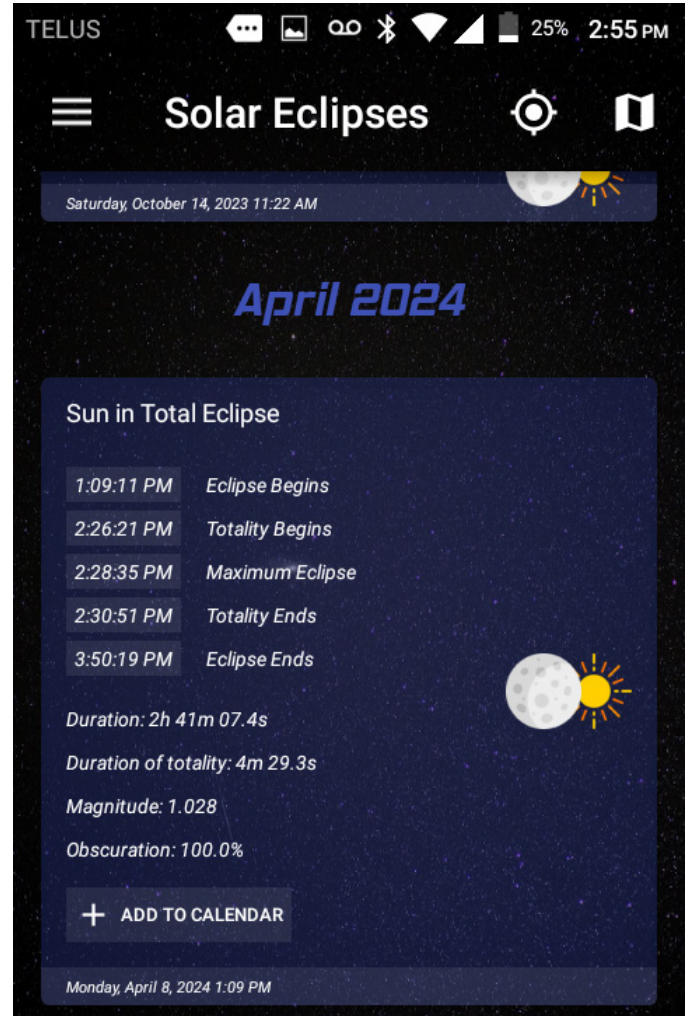 TELUS 25% 2:55 PM
Solar Eclipses
Saturday, October 14, 2023 11:22 AM
April 2024
Sun in Total Eclipse
1:09:11 PM Eclipse Begins
2:26:21 PM Totality Begins
2:28:35 PM Maximum Eclipse
2:30:51 PM Totality Ends
3:50:19 PM Eclipse Ends
Duration: 2h 41m 07.4s
Duration of totality: 4m 29.3s
Magnitude: 1.028
Obscuration: 100.0%
+ ADD TO CALENDAR
Monday, April 8, 2024 1:09 PM